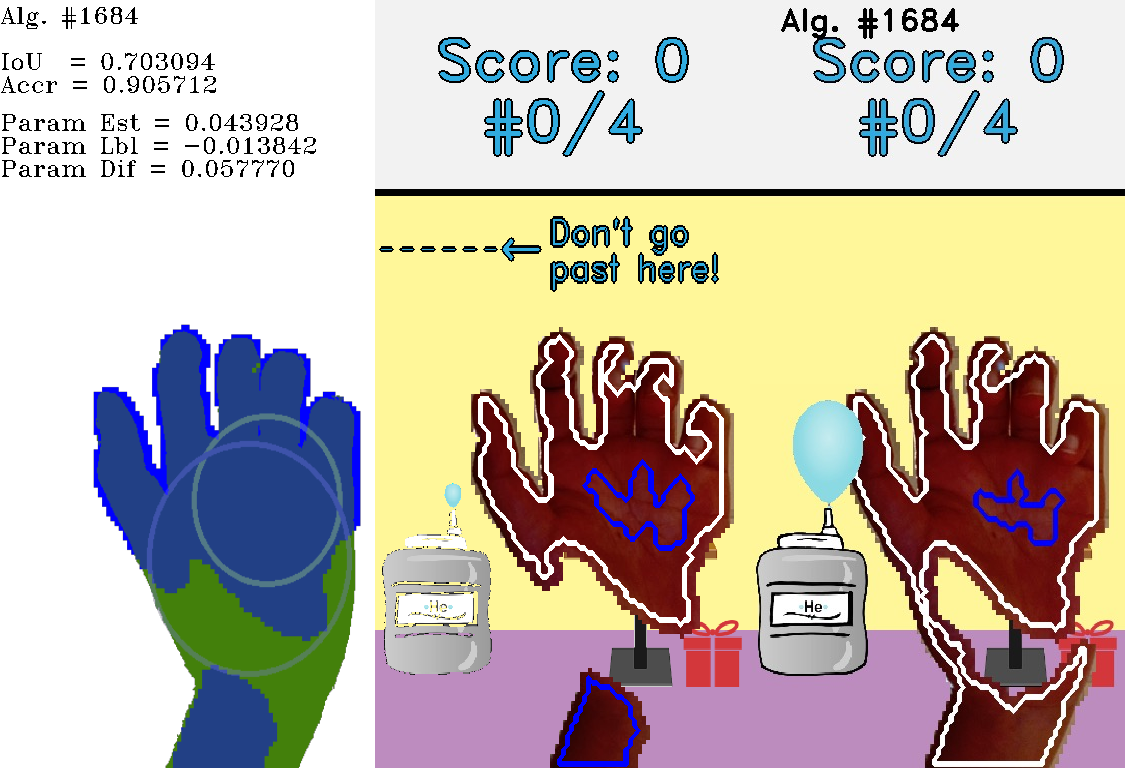 Alg. #1684
IoU = 0.703094
Accr = 0.905712
Param Est = 0.043928
Param Lbl = −0.013842
Param Dif = 0.057770
Score: 0
#0/4
Don't go
past here!
He
Alg. #1684
Score: 0
#0/4
He